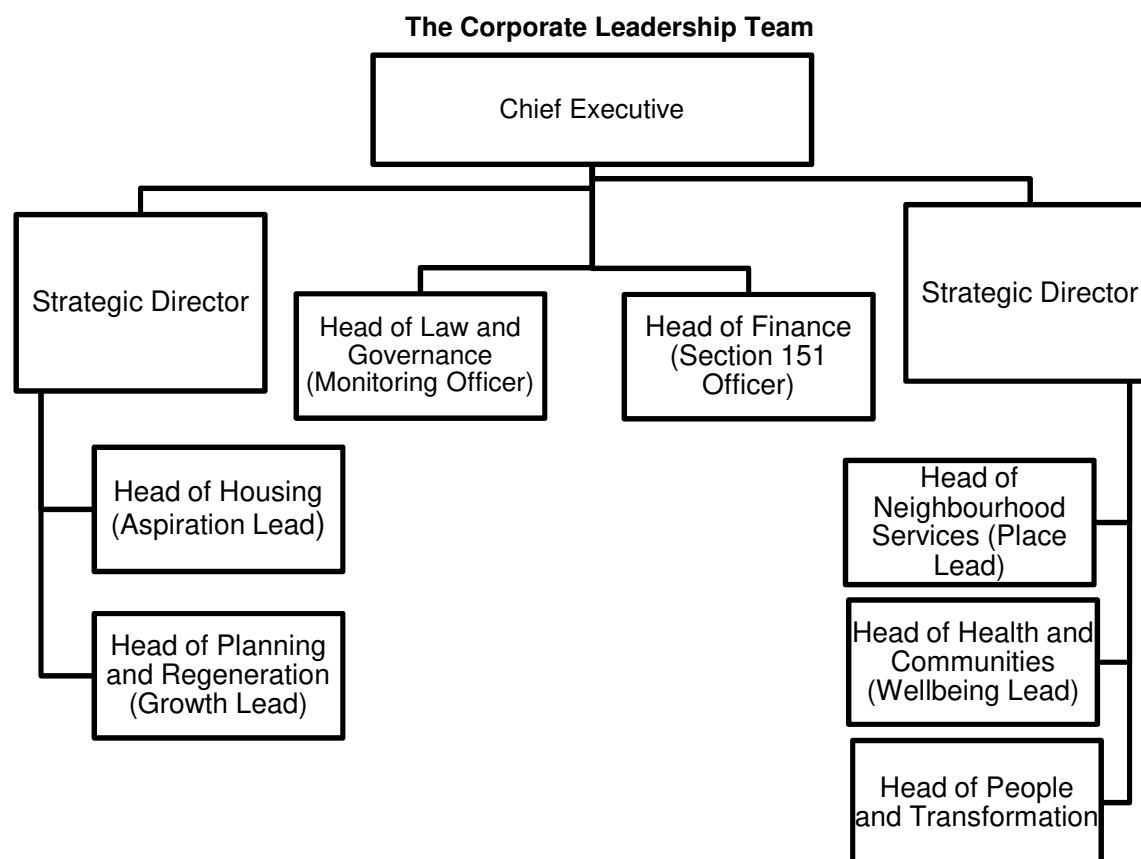 The Corporate Leadership Team
Chief Executive
Strategic Director
Head of Law and
Governance
(Monitoring Officer)
Head of Finance
(Section 151
Officer)
Strategic Director
Head of Housing
(Aspiration Lead)
Head of Planning
and Regeneration
(Growth Lead)
Head of
Neighbourhood
Services (Place
Lead)
Head of Health and
Communities
(Wellbeing Lead)
Head of People
and Transformation